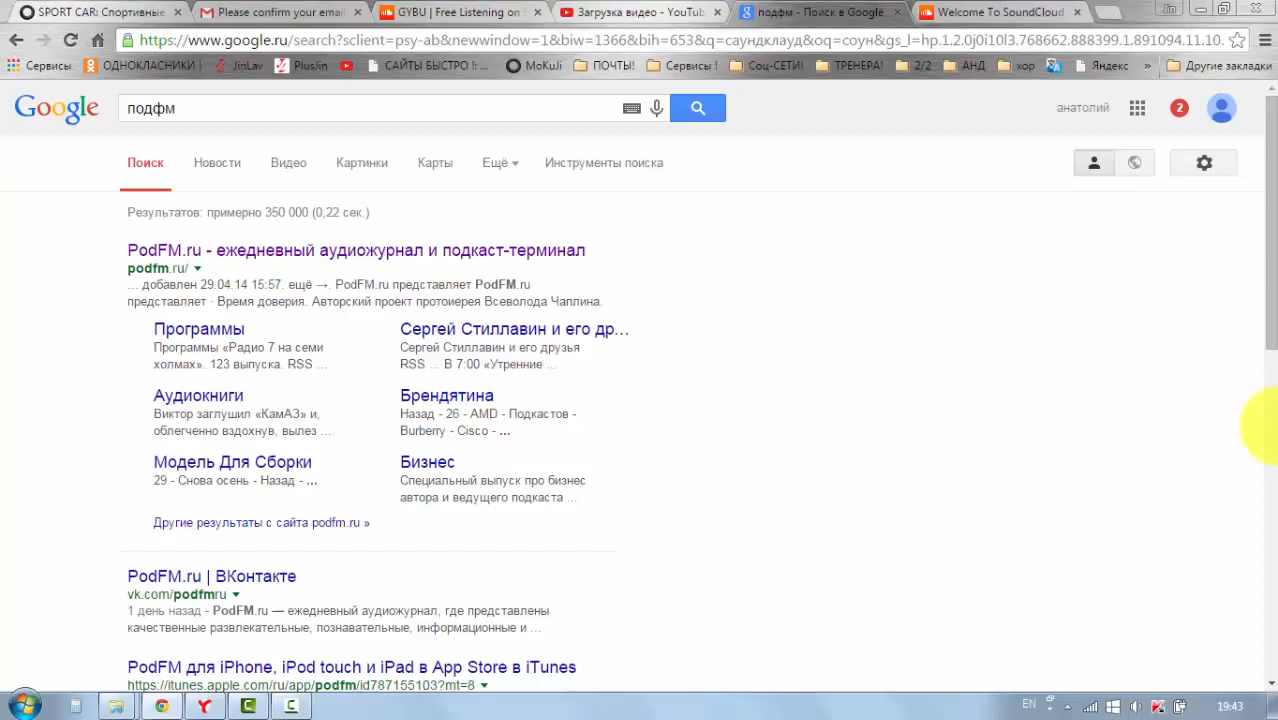 SPORT CAR: Спортивные
Please confirm your email
GYBU | Free Listening on S
Загрузка видео - YouTub
подфм - Поиск в Google
Welcome To SoundCloud
https://www.google.ru/search?sclient=psy-ab&newwindow=1&biw=1366&bih=653&q=саундклауд&oq=соун&gs_l=hp.1.2.0j0i10l3.768662.888399.1.891094.11.10.
Сервисы
ОДНОКЛАСНИКИ
JinLav
PlusJin
САЙТЫ БЫСТРО !: ...
MoKuJi
ПОЧТЫ!
Сервисы !
Соц-СЕТИ!
ТРЕНЕРА!
2/2
АНД
хор
Яндекс
»
Другие закладки
Google
подфм
анатолий
2
Поиск
Новости
Видео
Картинки
Карты
Ещё
Инструменты поиска
Результатов: примерно 350 000 (0,22 сек.)
PodFM.ru - ежедневный аудиожурнал и подкаст-терминал
podfm.ru/
... добавлен 29.04.14 15:57. ещё →. PodFM.ru представляет PodFM.ru
представляет · Время доверия. Авторский проект протоиерея Всеволода Чаплина.
Программы
Программы «Радио 7 на семи
холмах». 123 выпуска. RSS ...
Сергей Стиллавин и его др...
Сергей Стиллавин и его друзья
RSS ... В 7:00 «Утренние ...
Аудиокниги
Виктор заглушил «КамАЗ» и,
облегченно вздохнув, вылез ...
Брендятина
Назад - 26 - AMD - Подкастов -
Burberry - Cisco - ...
Модель Для Сборки
29 - Снова осень - Назад - ...
Бизнес
Специальный выпуск про бизнес
автора и ведущего подкаста ...
Другие результаты с сайта podfm.ru »
PodFM.ru | ВКонтакте
vk.com/podfmru
1 день назад - PodFM.ru — ежедневный аудиожурнал, где представлены
качественные развлекательные, познавательные, информационные и ...
PodFM для iPhone, iPod touch и iPad в App Store в iTunes
https://itunes.apple.com/ru/app/podfm/id787155103?mt=8
EN
19:43